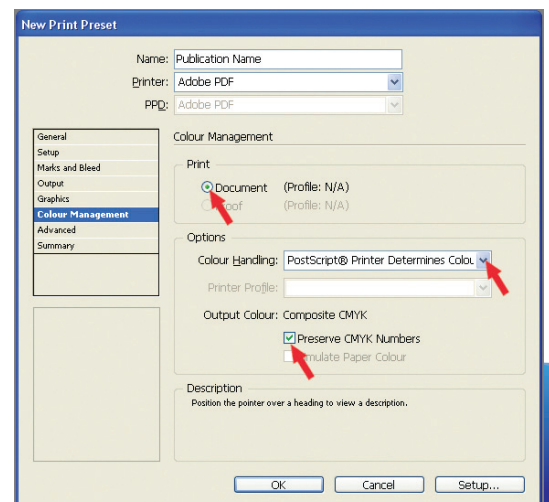 New Print Preset
Name: Publication Name
Printer: Adobe PDF
PPD: Adobe PDF
General
Setup
Marks and Bleed
Output
Graphics
Colour Management
Advanced
Summary
Colour Management
Print
Document (Profile: N/A)
(Profile: N/A)
Options
Colour Handling: PostScript® Printer Determines Colou
Printer Profile:
Output Colour: Composite CMYK
Preserve CMYK Numbers
Paper Colour
Description
Position the pointer over a heading to view a description.
OK Cancel Setup...